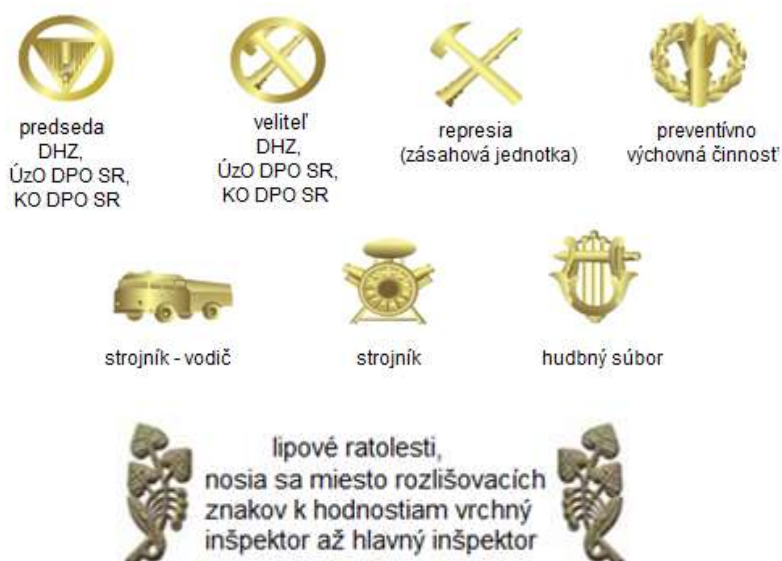 predseda
DHZ,
ÚzO DPO SR,
KO DPO SR
veliteľ
DHZ,
ÚzO DPO SR,
KO DPO SR
represia
(zásahová jednotka)
preventívno
výchovná činnosť
strojník - vodič
strojník
hudbný súbor
lipové ratolesti,
nosia sa miesto rozlišovacích
znakov k hodnostiam vrchný
inšpektor až hlavný inšpektor